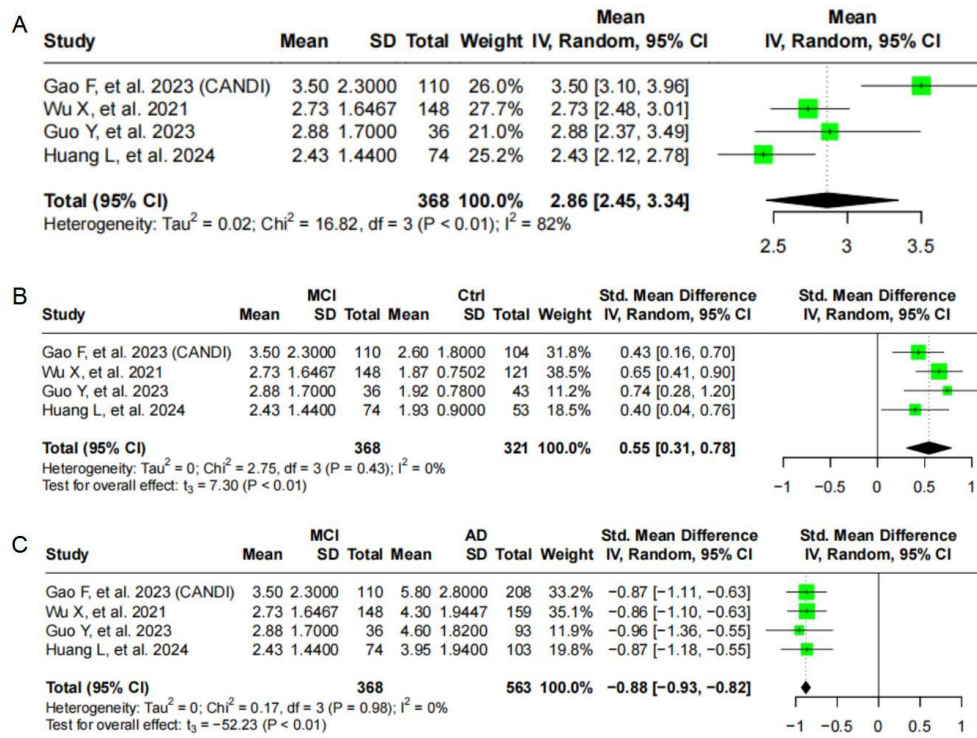 A
Mean Mean
Study Mean SD Total Weight IV, Random, 95% CI IV, Random, 95% CI
Gao F, et al. 2023 (CANDI) 3.50 2.3000 110 26.0% 3.50 [3.10, 3.96]
Wu X, et al. 2021 2.73 1.6467 148 27.7% 2.73 [2.48, 3.01]
Guo Y, et al. 2023 2.88 1.7000 36 21.0% 2.88 [2.37, 3.49]
Huang L, et al. 2024 2.43 1.4400 74 25.2% 2.43 [2.12, 2.78]
Total (95% CI) 368 100.0% 2.86 [2.45, 3.34]
Heterogeneity: Tau² = 0.02; Chi² = 16.82, df = 3 (P < 0.01); I² = 82%
2.5 3 3.5
B
MCI Ctrl Std. Mean Difference Std. Mean Difference
Study Mean SD Total Mean SD Total Weight IV, Random, 95% CI IV, Random, 95% CI
Gao F, et al. 2023 (CANDI) 3.50 2.3000 110 2.60 1.8000 104 31.8% 0.43 [0.16, 0.70]
Wu X, et al. 2021 2.73 1.6467 148 1.87 0.7502 121 38.5% 0.65 [0.41, 0.90]
Guo Y, et al. 2023 2.88 1.7000 36 1.92 0.7800 43 11.2% 0.74 [0.28, 1.20]
Huang L, et al. 2024 2.43 1.4400 74 1.93 0.9000 53 18.5% 0.40 [0.04, 0.76]
Total (95% CI) 368 321 100.0% 0.55 [0.31, 0.78]
Heterogeneity: Tau² = 0; Chi² = 2.75, df = 3 (P = 0.43); I² = 0%
Test for overall effect: t₃ = 7.30 (P < 0.01)
−1 −0.5 0 0.5 1
C
MCI AD Std. Mean Difference Std. Mean Difference
Study Mean SD Total Mean SD Total Weight IV, Random, 95% CI IV, Random, 95% CI
Gao F, et al. 2023 (CANDI) 3.50 2.3000 110 5.80 2.8000 208 33.2% −0.87 [−1.11, −0.63]
Wu X, et al. 2021 2.73 1.6467 148 4.30 1.9447 159 35.1% −0.86 [−1.10, −0.63]
Guo Y, et al. 2023 2.88 1.7000 36 4.60 1.8200 93 11.9% −0.96 [−1.36, −0.55]
Huang L, et al. 2024 2.43 1.4400 74 3.95 1.9400 103 19.8% −0.87 [−1.18, −0.55]
Total (95% CI) 368 563 100.0% −0.88 [−0.93, −0.82]
Heterogeneity: Tau² = 0; Chi² = 0.17, df = 3 (P = 0.98); I² = 0%
Test for overall effect: t₃ = −52.23 (P < 0.01)
−1 −0.5 0 0.5 1